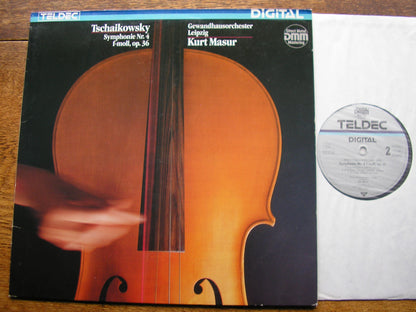 TELDEC
DIGITAL
Tschaikowsky
Symphonie Nr. 4
f-moll, op. 36
Gewandhausorchester
Leipzig
Kurt Masur
Direct Metal
DMM
Mastering
TELDEC
DIGITAL
2